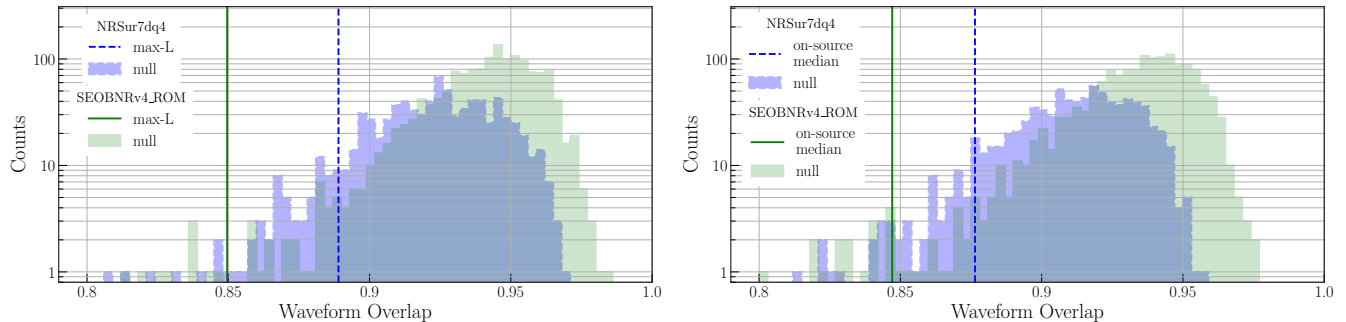 NRSur7dq4
max-L
null
SEOBNRv4_ROM
max-L
null
100
10
1
Counts
0.8
0.85
0.9
0.95
1.0
Waveform Overlap
NRSur7dq4
on-source
median
null
SEOBNRv4_ROM
on-source
median
null
100
10
1
Counts
0.8
0.85
0.9
0.95
1.0
Waveform Overlap